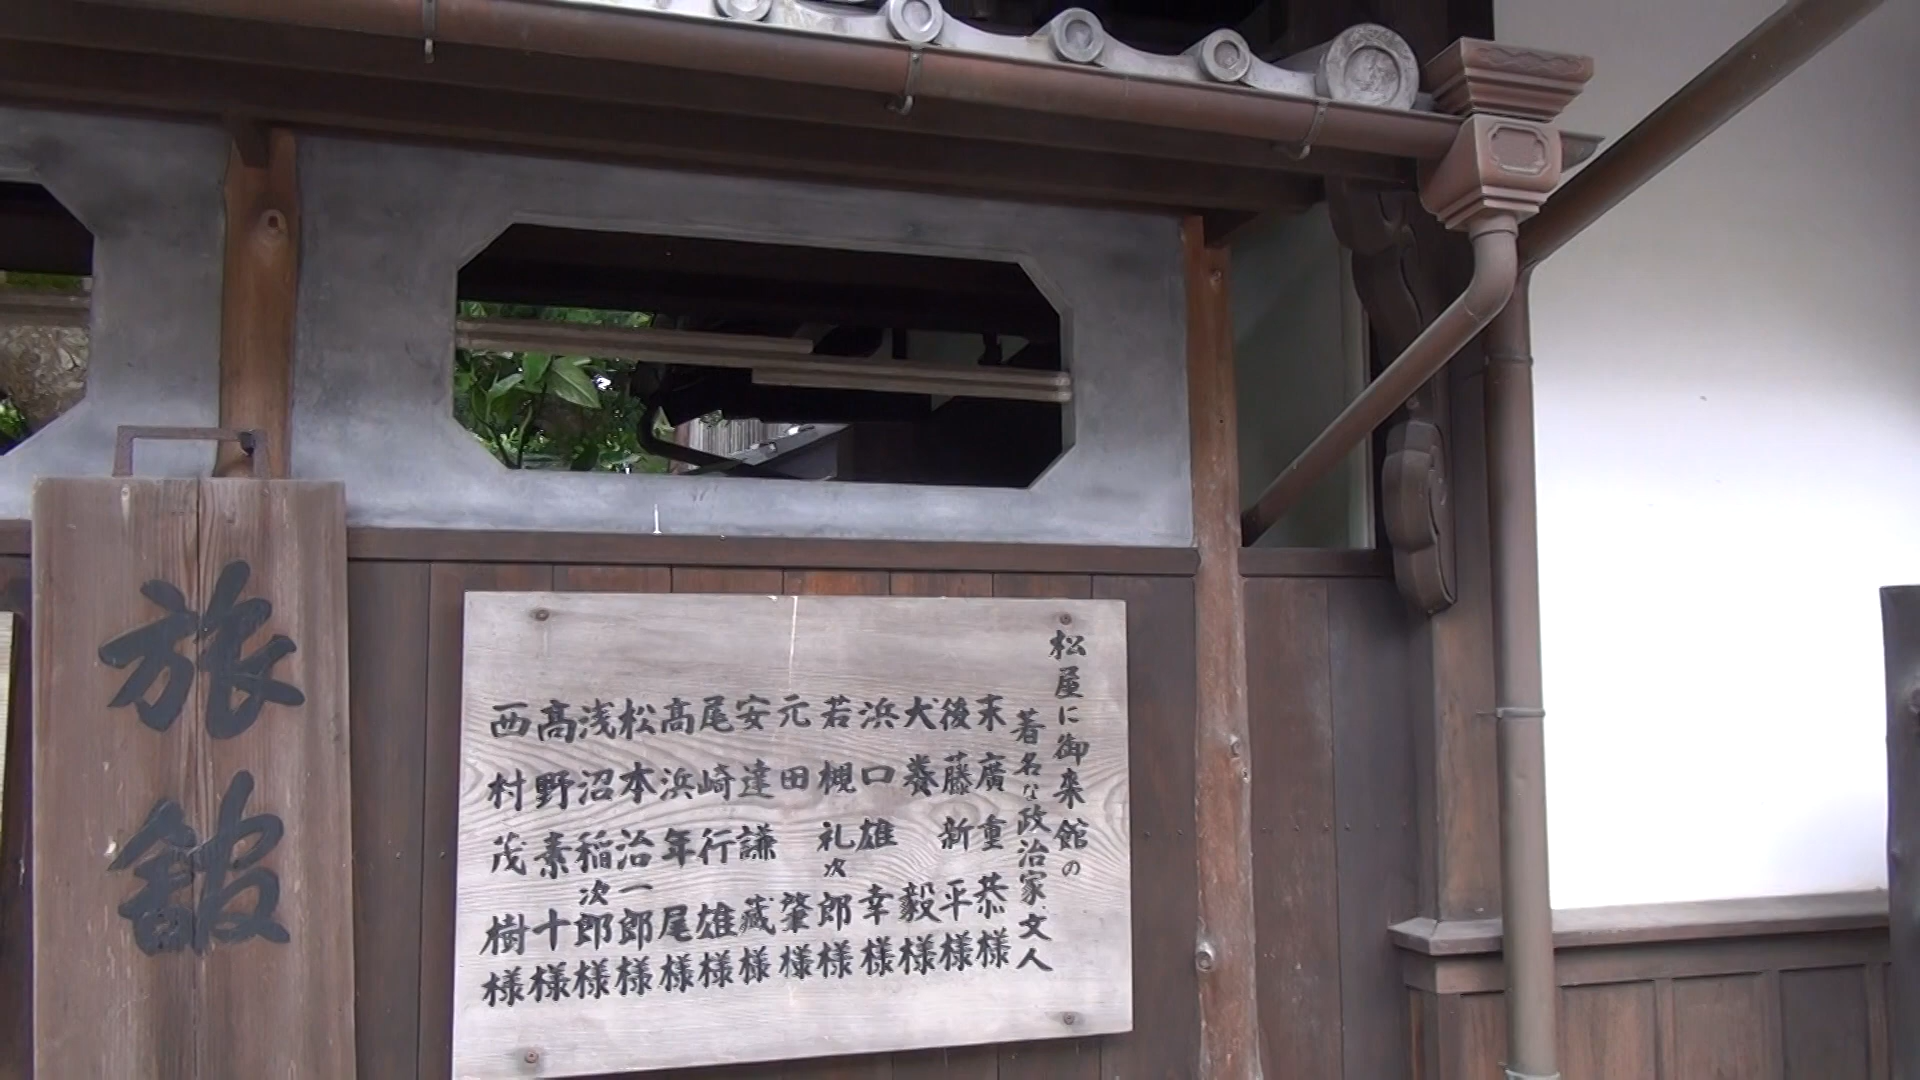 松屋に御来館の
著名な政治家、文人
末廣重恭様
後藤新平様
犬養毅様
浜口雄幸様
若槻礼次郎様
元田肇様
安達謙蔵様
尾崎行雄様
高浜年尾様
松本治一郎様
浅沼稲次郎様
高野素十様
西村茂樹様
旅館